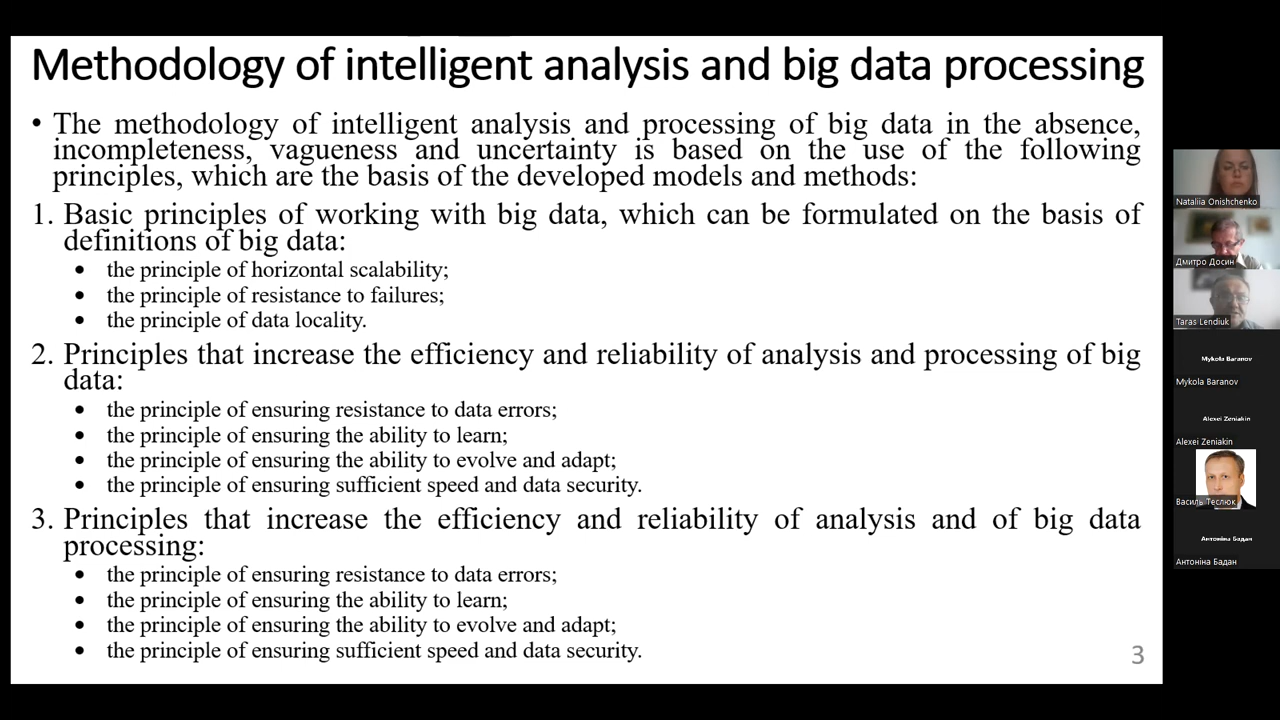 Methodology of intelligent analysis and big data processing
• The methodology of intelligent analysis and processing of big data in the absence,
incompleteness, vagueness and uncertainty is based on the use of the following
principles, which are the basis of the developed models and methods:
1. Basic principles of working with big data, which can be formulated on the basis of
definitions of big data:
• the principle of horizontal scalability;
• the principle of resistance to failures;
• the principle of data locality.
2. Principles that increase the efficiency and reliability of analysis and processing of big
data:
• the principle of ensuring resistance to data errors;
• the principle of ensuring the ability to learn;
• the principle of ensuring the ability to evolve and adapt;
• the principle of ensuring sufficient speed and data security.
3. Principles that increase the efficiency and reliability of analysis and of big data
processing:
• the principle of ensuring resistance to data errors;
• the principle of ensuring the ability to learn;
• the principle of ensuring the ability to evolve and adapt;
• the principle of ensuring sufficient speed and data security.
3
Nataliia Onishchenko
Дмитро Досин
Taras Lendiuk
Mykola Baranov
Mykola Baranov
Alexei Zeniakin
Alexei Zeniakin
Василь Теслюк
Антоніна Бадан
Антоніна Бадан